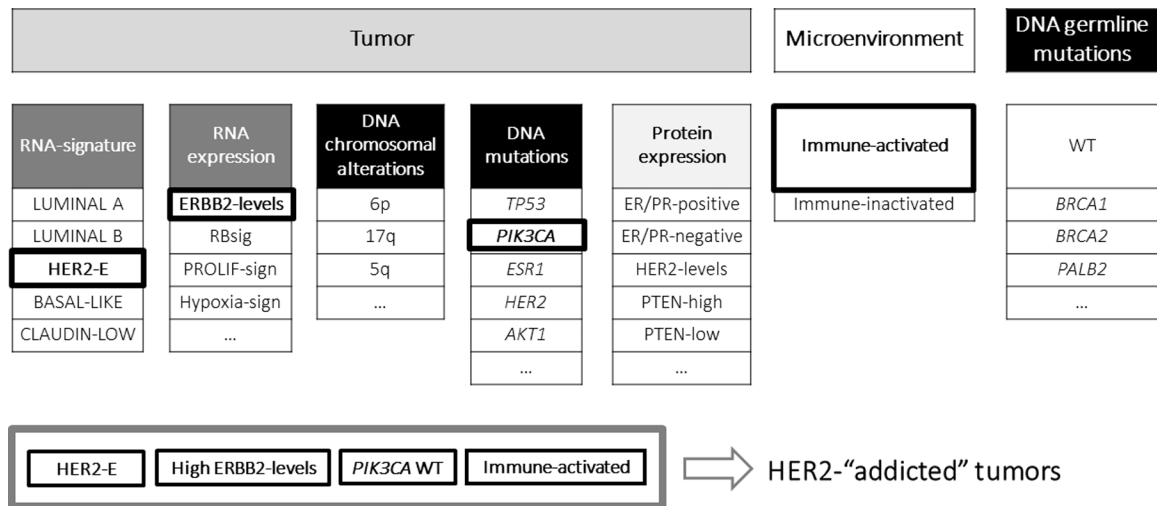 Tumor
Microenvironment
DNA germline
mutations
RNA-signature
LUMINAL A
LUMINAL B
HER2-E
BASAL-LIKE
CLAUDIN-LOW
RNA
expression
ERBB2-levels
RBsig
PROLIF-sign
Hypoxia-sign
...
DNA
chromosomal
alterations
6p
17q
5q
...
DNA
mutations
TP53
PIK3CA
ESR1
HER2
AKT1
...
Protein
expression
ER/PR-positive
ER/PR-negative
HER2-levels
PTEN-high
PTEN-low
...
Immune-activated
Immune-inactivated
WT
BRCA1
BRCA2
PALB2
...
HER2-E
High ERBB2-levels
PIK3CA WT
Immune-activated
HER2-“addicted” tumors